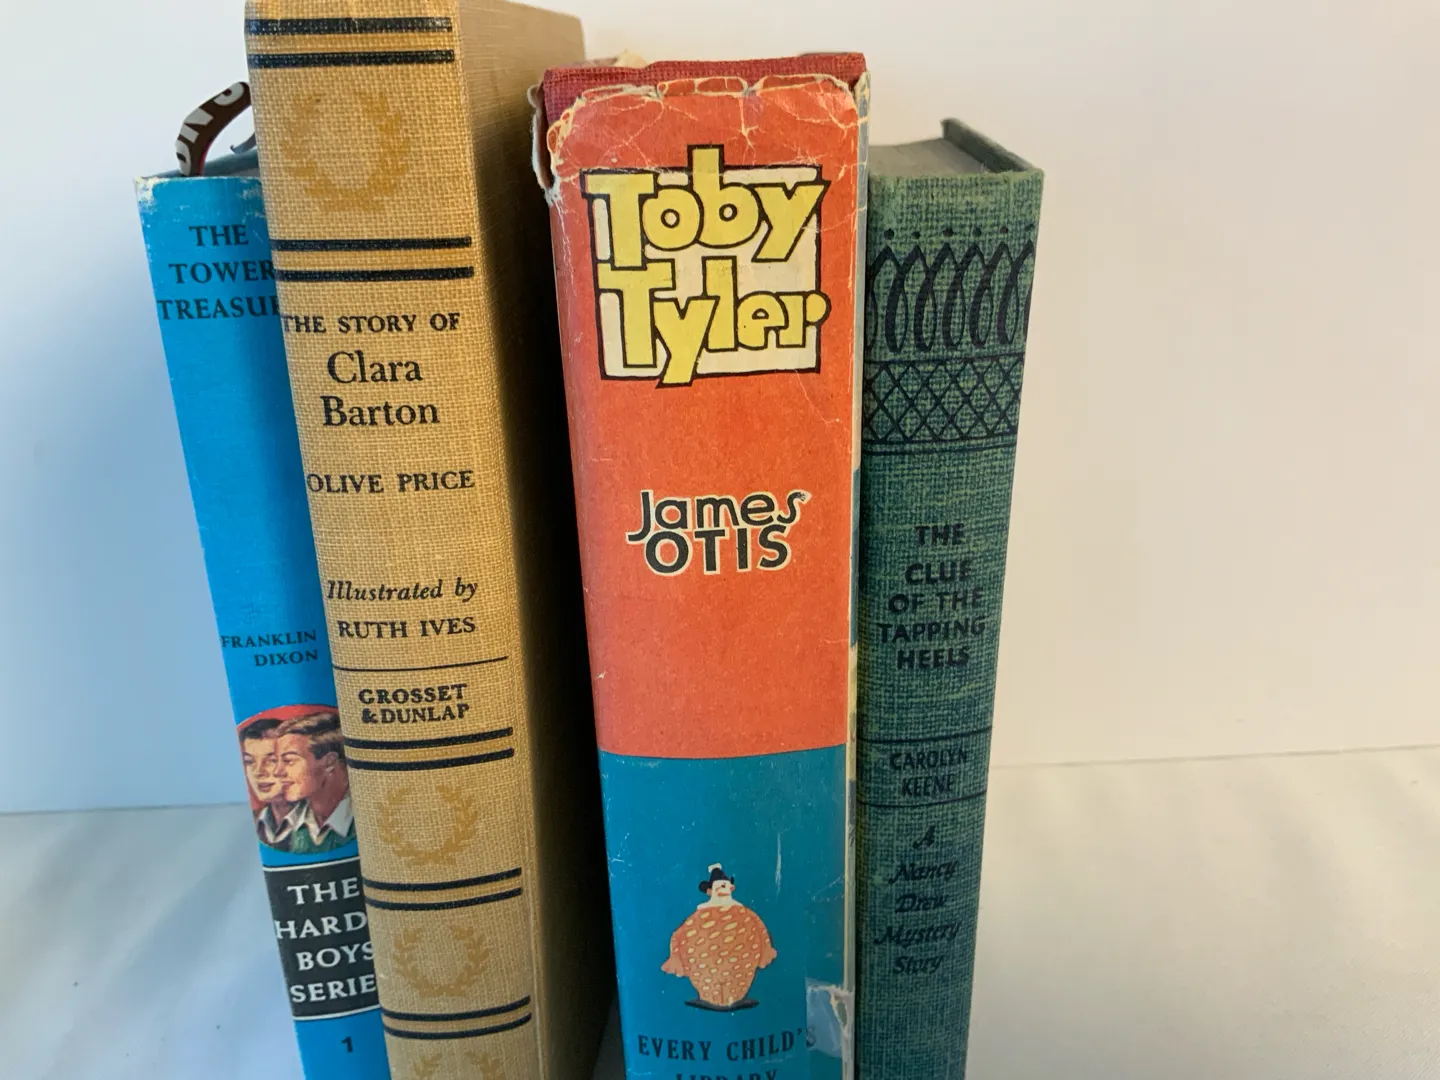 THE
TOWER
TREASU
FRANKLIN
DIXON
THE
HARD
BOYS
SERIE
1
THE STORY OF
Clara
Barton
OLIVE PRICE
Illustrated by
RUTH IVES
GROSSET
& DUNLAP
Toby
Tyler
James
OTIS
EVERY CHILD'S
LIBRARY
THE
CLUE
OF THE
TAPPING
HEELS
CAROLYN
KEENE
A
Nancy
Drew
Mystery
Story